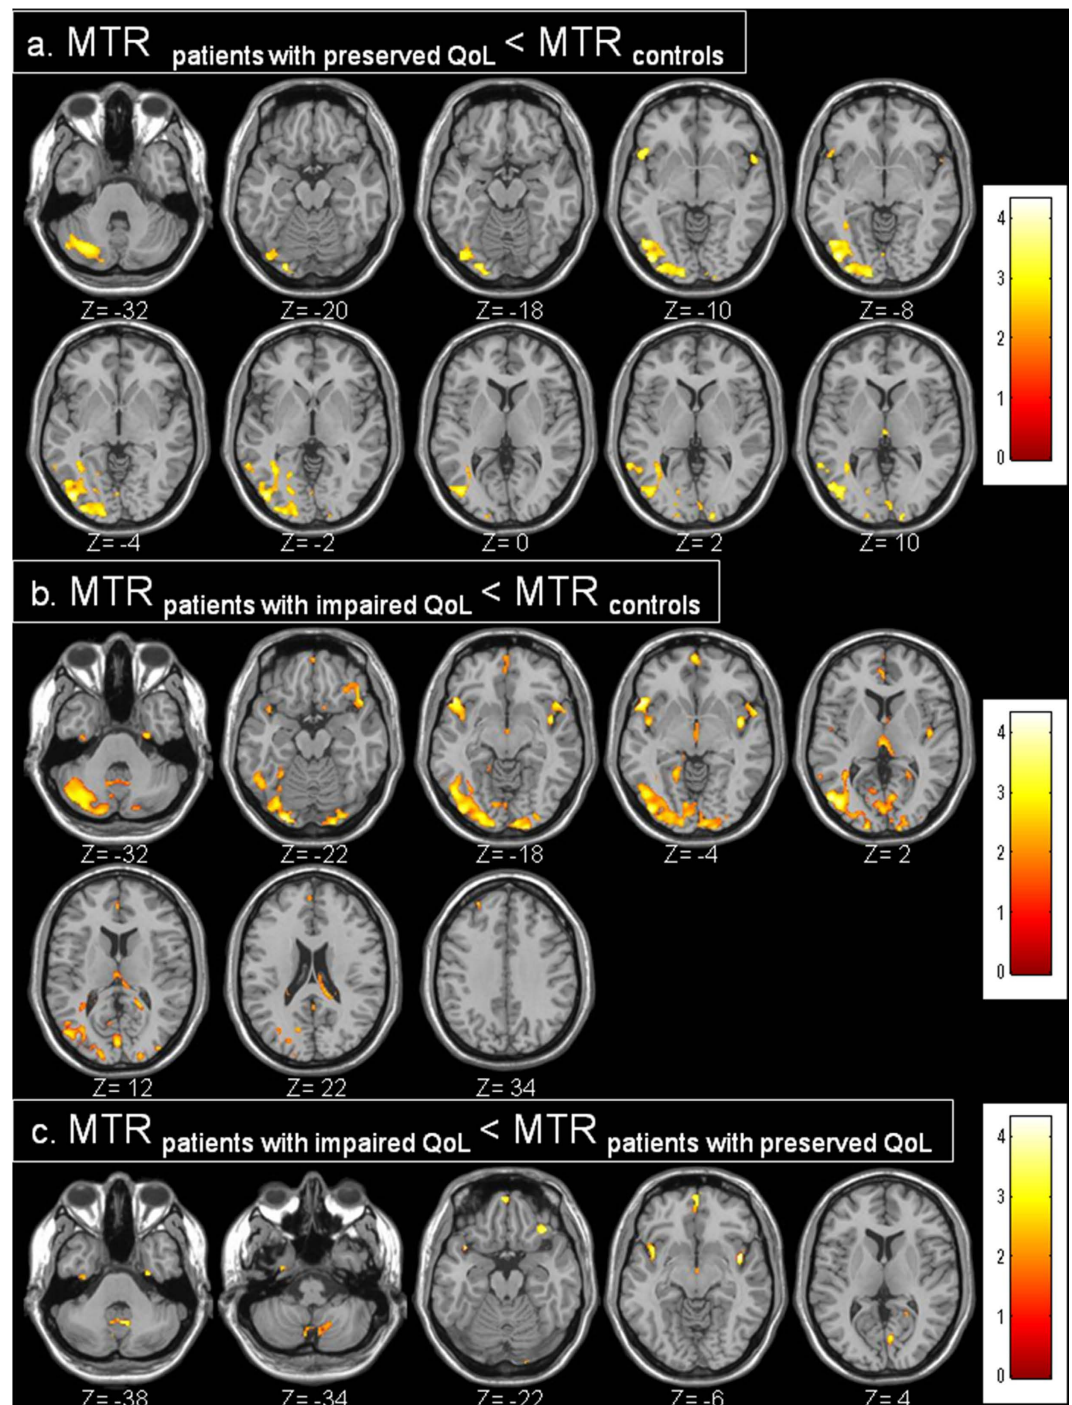 a. MTR patients with preserved QoL < MTR controls
Z= -32 Z= -20 Z= -18 Z= -10 Z= -8
4
3
2
1
0
Z= -4 Z= -2 Z= 0 Z= 2 Z= 10
b. MTR patients with impaired QoL < MTR controls
Z= -32 Z= -22 Z= -18 Z= -4 Z= 2
4
3
2
1
0
Z= 12 Z= 22 Z= 34
c. MTR patients with impaired QoL < MTR patients with preserved QoL
4
3
2
1
0
Z= -38 Z= -34 Z= -22 Z= -6 Z= 4